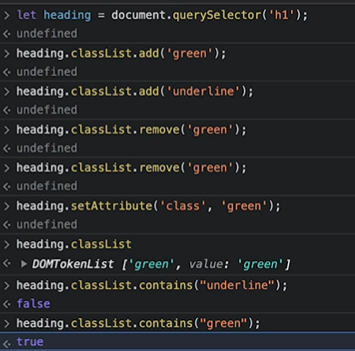 > let heading = document.querySelector('h1');
< undefined
> heading.classList.add('green');
< undefined
> heading.classList.add('underline');
< undefined
> heading.classList.remove('green');
< undefined
> heading.classList.remove('green');
< undefined
> heading.setAttribute('class', 'green');
< undefined
> heading.classList
< ▶ DOMTokenList ['green', value: 'green']
> heading.classList.contains("underline");
< false
> heading.classList.contains("green");
< true